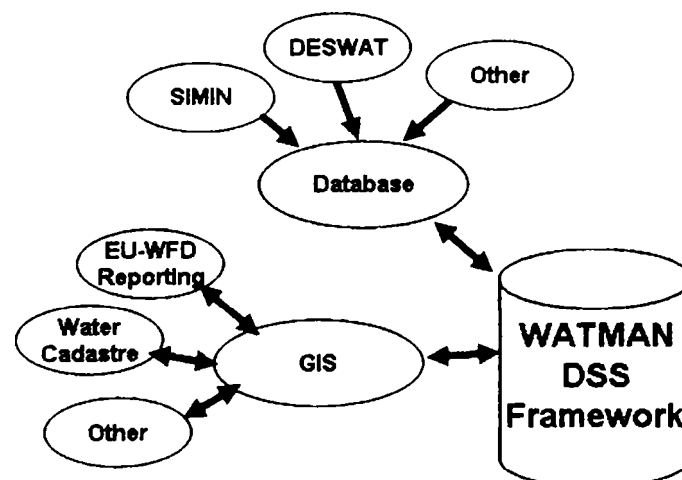 DESWAT
SIMIN
Other
Database
EU-WFD
Reporting
Water
Cadastre
GIS
Other
WATMAN
DSS
Framework